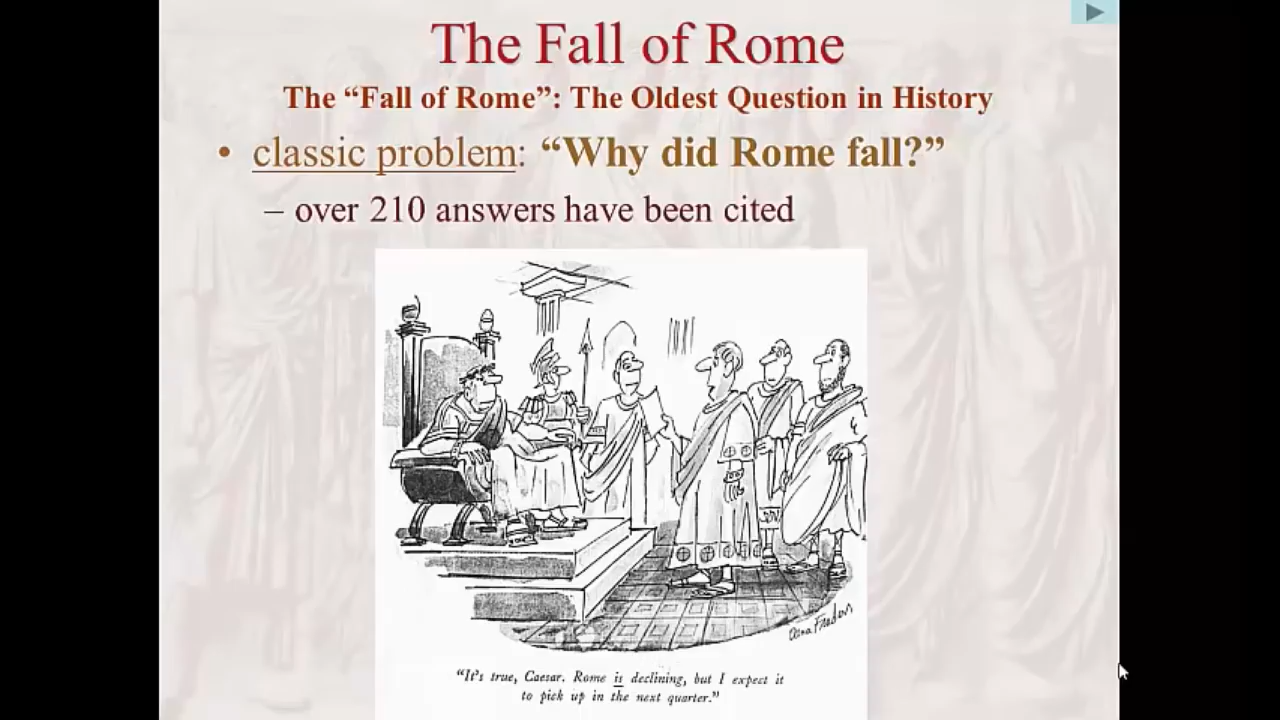 The Fall of Rome
The “Fall of Rome”: The Oldest Question in History
• classic problem: “Why did Rome fall?”
– over 210 answers have been cited
Dana Fradon
“It's true, Caesar. Rome is declining, but I expect it
to pick up in the next quarter.”